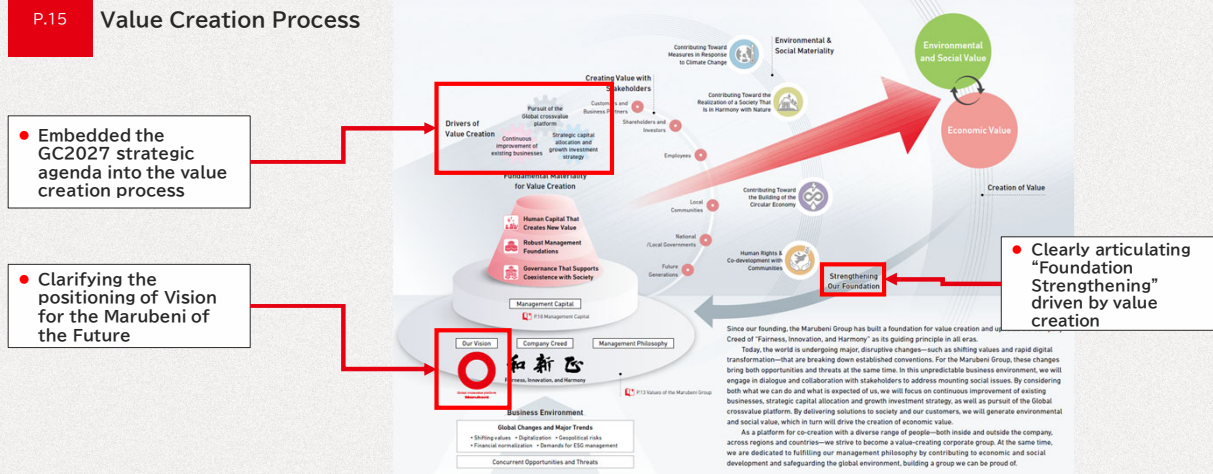 P.15 Value Creation Process
Embedded the
GC2027 strategic
agenda into the value
creation process
Clarifying the
positioning of Vision
for the Marubeni of
the Future
Clearly articulating
“Foundation
Strengthening”
driven by value
creation
Drivers of
Value Creation
Pursuit of the
Global crossvalue
platform
Continuous
improvement of
existing businesses
Strategic capital
allocation and
growth investment
strategy
Fundamental Materiality
for Value Creation
Human Capital That
Creates New Value
Robust Management
Foundations
Governance That Supports
Coexistence with Society
Management Capital
P.18 Management Capital
Our Vision
Company Creed
Management Philosophy
和 新 正
Fairness, Innovation, and Harmony
Marubeni
P.13 Values of the Marubeni Group
Business Environment
Global Changes and Major Trends
• Shifting values • Digitalization • Geopolitical risks
• Financial normalization • Demands for ESG management
Concurrent Opportunities and Threats
Creating Value with
Stakeholders
Customers and
Business Partners
Shareholders and
Investors
Employees
Local
Communities
National
/Local Governments
Future
Generations
Environmental &
Social Materiality
Contributing Toward
Measures in Response
to Climate Change
Contributing Toward the
Realization of a Society That
Is in Harmony with Nature
Contributing Toward
the Building of the
Circular Economy
Human Rights &
Co-development with
Communities
Environmental
and Social Value
Economic Value
Creation of Value
Strengthening
Our Foundation
Since our founding, the Marubeni Group has built a foundation for value creation and
Creed of “Fairness, Innovation, and Harmony” as its guiding principle in all eras.
Today, the world is undergoing major, disruptive changes—such as shifting values and rapid digital
transformation—that are breaking down established conventions. For the Marubeni Group, these changes
bring both opportunities and threats at the same time. In this unpredictable business environment, we will
engage in dialogue and collaboration with stakeholders to address mounting social issues. By considering
both what we can do and what is expected of us, we will focus on continuous improvement of existing
businesses, strategic capital allocation and growth investment strategy, as well as pursuit of the Global
crossvalue platform. By delivering solutions to society and our customers, we will generate environmental
and social value, which in turn will drive the creation of economic value.
As a platform for co-creation with a diverse range of people—both inside and outside the company,
across regions and countries—we strive to become a value-creating corporate group. At the same time,
we are dedicated to fulfilling our management philosophy by contributing to economic and social
development and safeguarding the global environment, building a group we can be proud of.